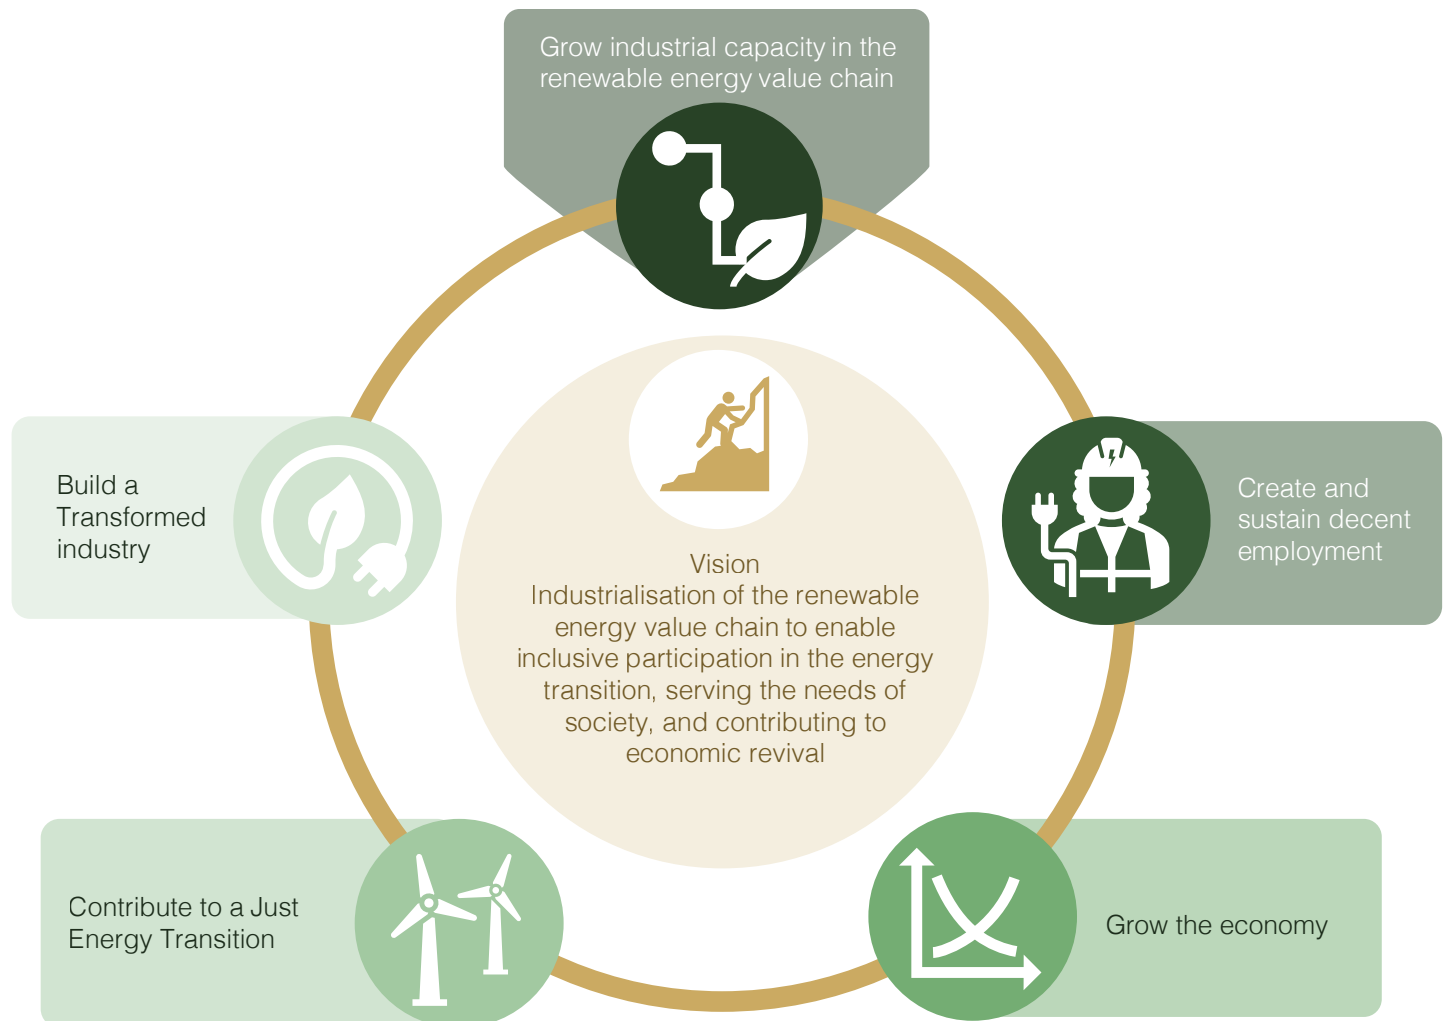 Grow industrial capacity in the
renewable energy value chain
Build a
Transformed
industry
Create and
sustain decent
employment
Vision
Industrialisation of the renewable
energy value chain to enable
inclusive participation in the energy
transition, serving the needs of
society, and contributing to
economic revival
Contribute to a Just
Energy Transition
Grow the economy